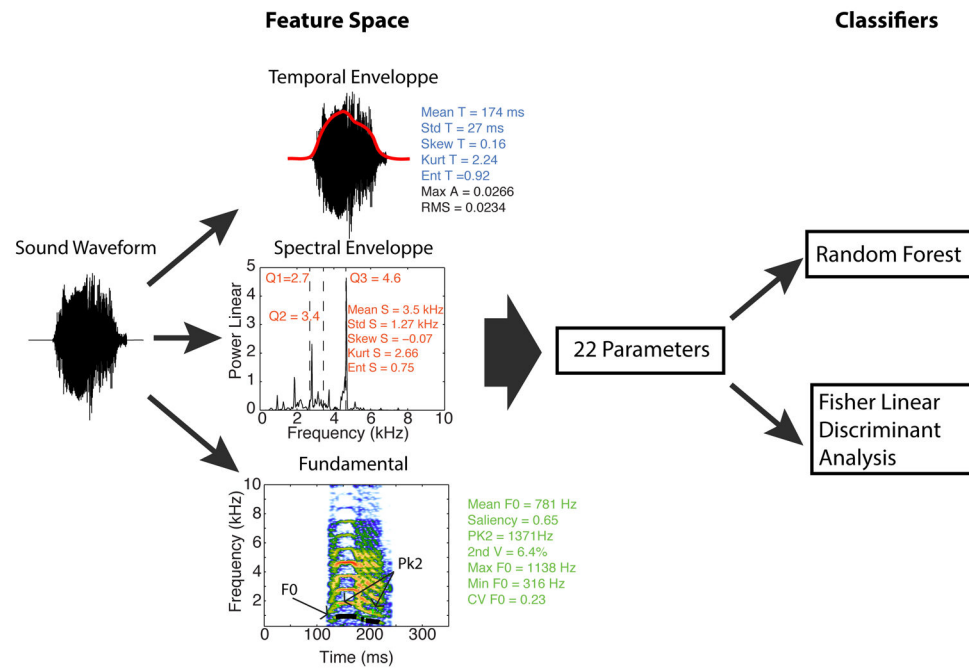 Feature Space
Classifiers
Temporal Enveloppe
Mean T = 174 ms
Std T = 27 ms
Skew T = 0.16
Kurt T = 2.24
Ent T =0.92
Max A = 0.0266
RMS = 0.0234
Sound Waveform
Spectral Enveloppe
Q1=2.7
Q3 = 4.6
Q2 = 3.4
Mean S = 3.5 kHz
Std S = 1.27 kHz
Skew S = −0.07
Kurt S = 2.66
Ent S = 0.75
Power Linear
5
4
3
2
1
0
0 2 4 6 8 10
Frequency (kHz)
22 Parameters
Random Forest
Fisher Linear
Discriminant
Analysis
Fundamental
Frequency (kHz)
10
8
6
4
2
F0
Pk2
0 100 200 300
Time (ms)
Mean F0 = 781 Hz
Saliency = 0.65
PK2 = 1371Hz
2nd V = 6.4%
Max F0 = 1138 Hz
Min F0 = 316 Hz
CV F0 = 0.23